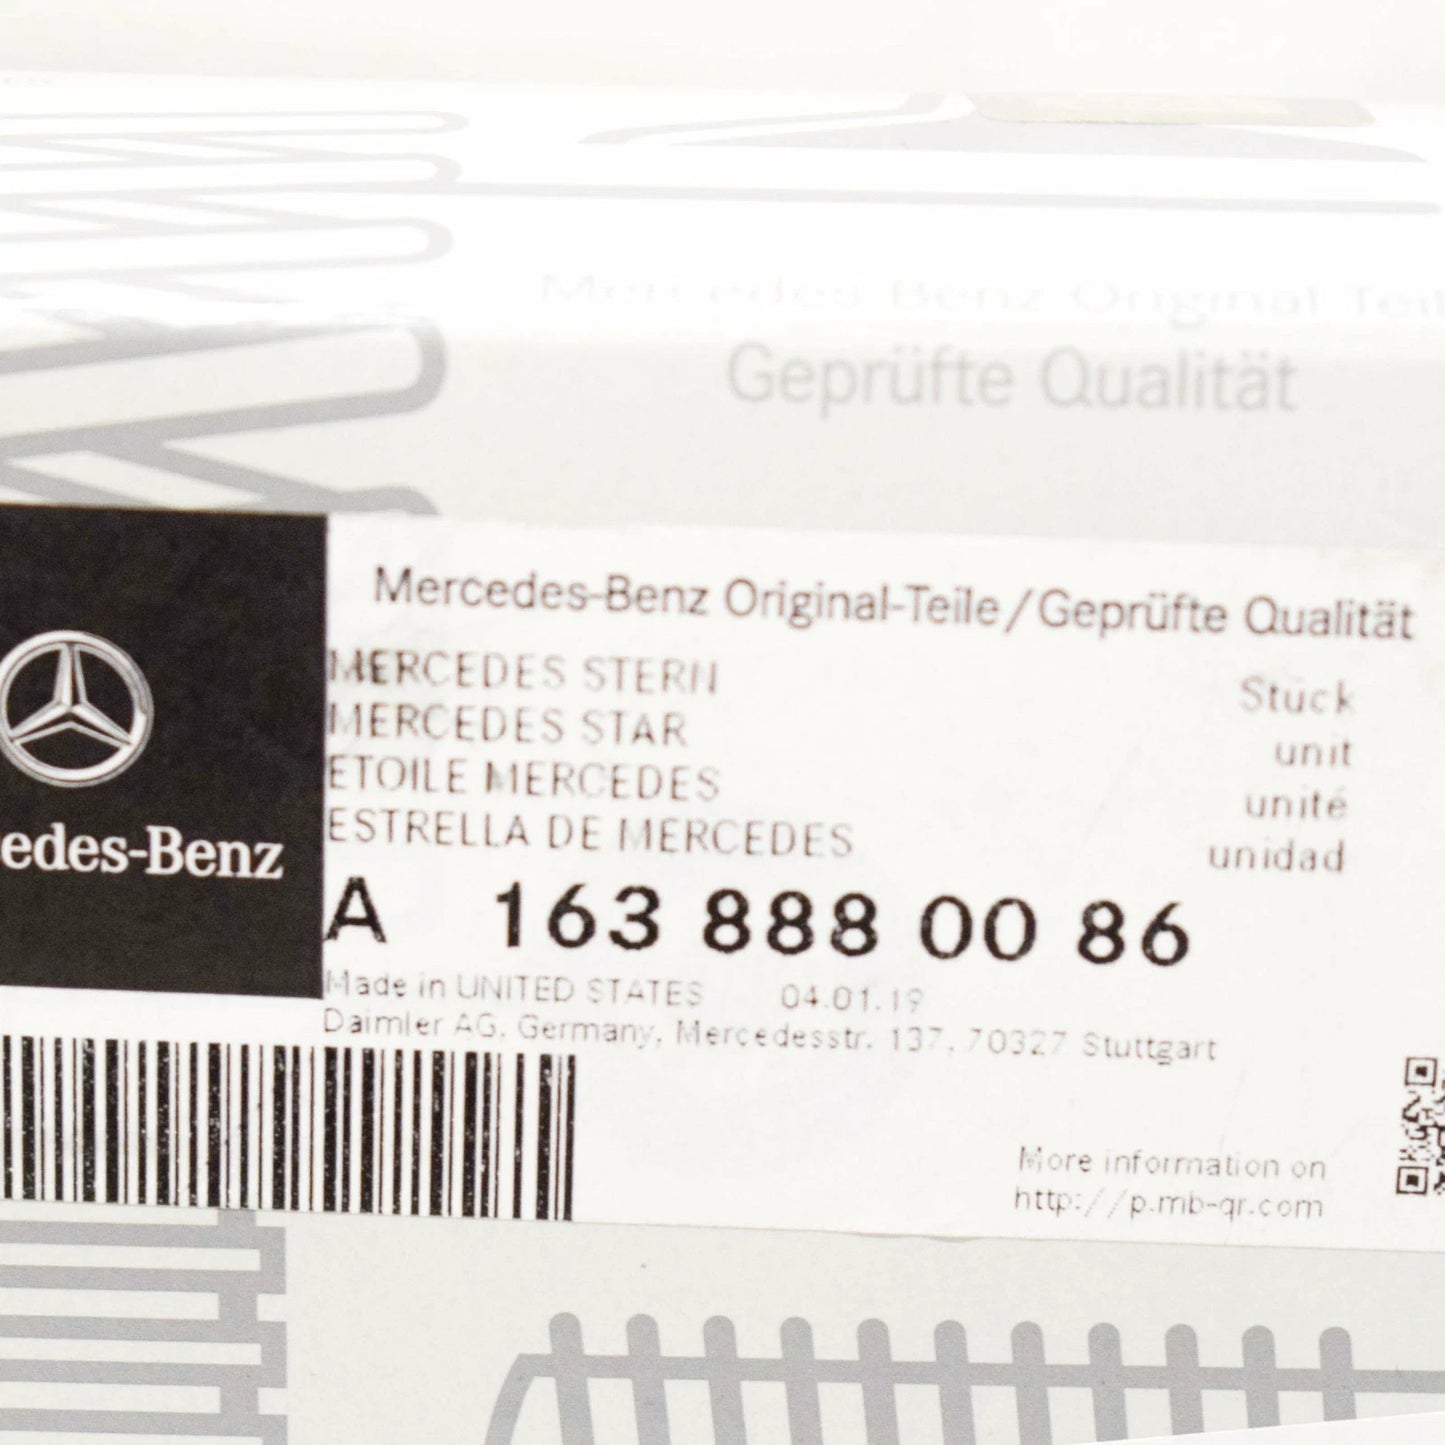 Mercedes-Benz Original Teil
Geprüfte Qualität
Mercedes-Benz Original-Teile/Geprüfte Qualität
MERCEDES STERN Stück
MERCEDES STAR unit
ETOILE MERCEDES unité
ESTRELLA DE MERCEDES unidad
edes-Benz
A 163 888 00 86
Made in UNITED STATES 04.01.19
Daimler AG, Germany, Mercedesstr. 137, 70327 Stuttgart
More information on
http://p.mb-qr.com